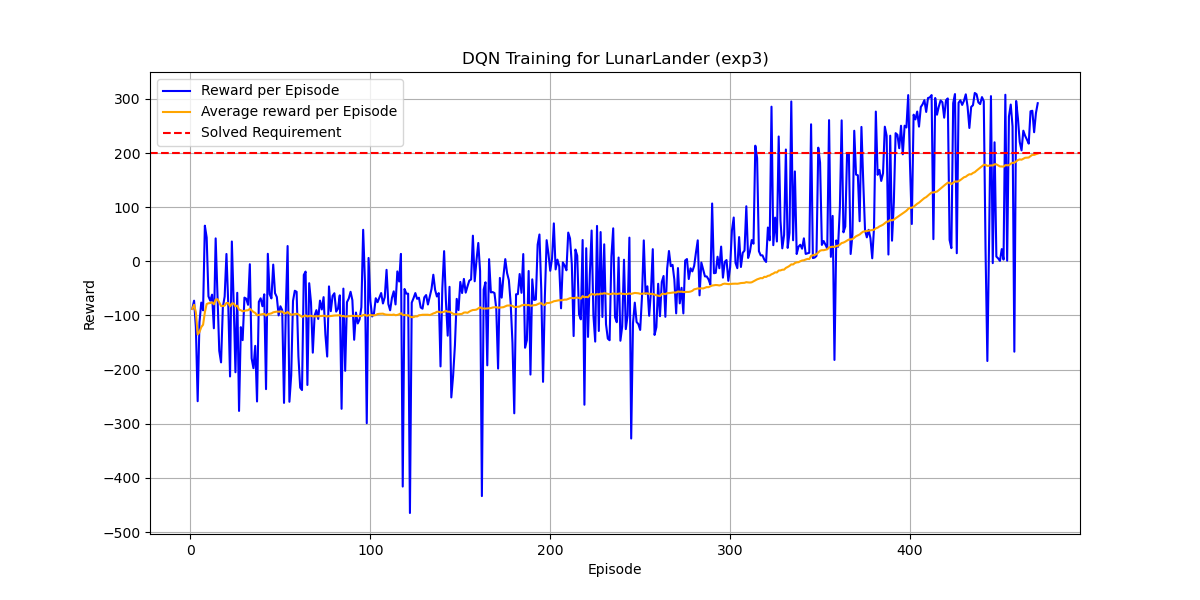 DQN Training for LunarLander (exp3)
Reward per Episode
Average reward per Episode
Solved Requirement
300
200
100
0
−100
−200
−300
−400
−500
Reward
0
100
200
300
400
Episode